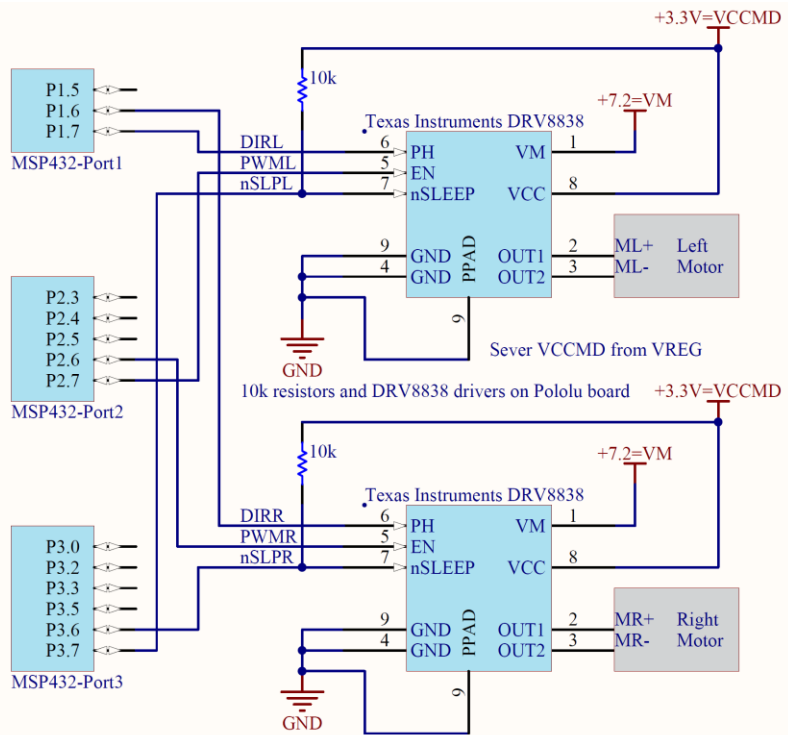 +3.3V=VCCMD
10k
+7.2=VM
P1.5
P1.6
P1.7
MSP432-Port1
Texas Instruments DRV8838
DIRL 6 PH VM 1
PWML 5 EN
nSLPL 7 nSLEEP VCC 8
9 GND OUT1 2 ML+ Left
4 GND OUT2 3 ML- Motor
PPAD
9
GND
P2.3
P2.4
P2.5
P2.6
P2.7
MSP432-Port2
Sever VCCMD from VREG
10k resistors and DRV8838 drivers on Pololu board
+3.3V=VCCMD
10k
+7.2=VM
Texas Instruments DRV8838
DIRR 6 PH VM 1
PWMR 5 EN
nSLPR 7 nSLEEP VCC 8
P3.0
P3.2
P3.3
P3.5
P3.6
P3.7
MSP432-Port3
9 GND OUT1 2 MR+ Right
4 GND OUT2 3 MR- Motor
PPAD
9
GND